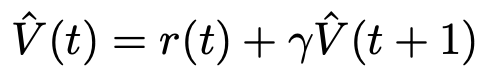 V̂(t) = r(t) + γV̂(t + 1)